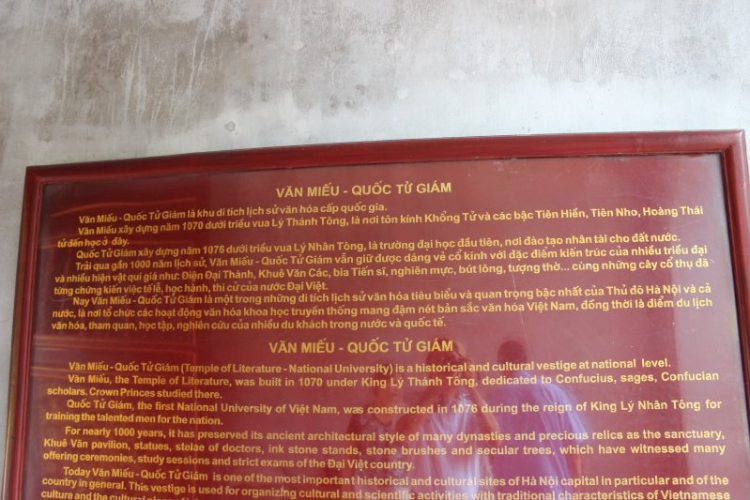 VĂN MIẾU - QUỐC TỬ GIÁM
Văn Miếu - Quốc Tử Giám là khu di tích lịch sử văn hóa cấp quốc gia.
Văn Miếu xây dựng năm 1070 dưới triều vua Lý Thánh Tông, là nơi tôn kính Khổng Tử và các bậc Tiên Hiền, Tiên Nho, Hoàng Thái
tử đến học ở đây.
Quốc Tử Giám xây dựng năm 1076 dưới triều vua Lý Nhân Tông, là trường đại học đầu tiên, nơi đào tạo nhân tài cho đất nước.
Trải qua gần 1000 năm lịch sử, Văn Miếu - Quốc Tử Giám vẫn giữ được dáng vẻ cổ kính với đặc điểm kiến trúc của nhiều triều đại
và nhiều hiện vật quí giá như: Điện Đại Thành, Khuê Văn Các, bia Tiến sĩ, nghiên mực, bút lông, tượng thờ... cùng những cây cổ thụ đã
từng chứng kiến việc tế lễ, học hành, thi cử của nước Đại Việt.
Nay Văn Miếu - Quốc Tử Giám là một trong những di tích lịch sử văn hóa tiêu biểu và quan trọng bậc nhất của Thủ đô Hà Nội và cả
nước, là nơi tổ chức các hoạt động văn hóa khoa học truyền thống mang đậm nét bản sắc văn hóa Việt Nam, đồng thời là điểm du lịch
văn hóa, tham quan, học tập, nghiên cứu của nhiều du khách trong nước và quốc tế.
VĂN MIẾU - QUỐC TỬ GIÁM
Văn Miếu - Quốc Tử Giám (Temple of Literature - National University) is a historical and cultural vestige at national level.
Văn Miếu, the Temple of Literature, was built in 1070 under King Lý Thánh Tông, dedicated to Confucius, sages, Confucian
scholars. Crown Princes studied there.
Quốc Tử Giám, the first National University of Việt Nam, was constructed in 1076 during the reign of King Lý Nhân Tông for
training the talented men for the nation.
For nearly 1000 years, it has preserved its ancient architectural style of many dynasties and precious relics as the sanctuary,
Khuê Văn pavilion, statues, stelae of doctors, ink stone stands, stone brushes and secular trees, which have witnessed many
offering ceremonies, study sessions and strict exams of the Đại Việt country.
Today Văn Miếu - Quốc Tử Giám is one of the most important historical and cultural sites of Hà Nội capital in particular and of the
country in general. This vestige is used for organizing cultural and scientific activities with traditional characteristics of Vietnamese
culture and the cultural